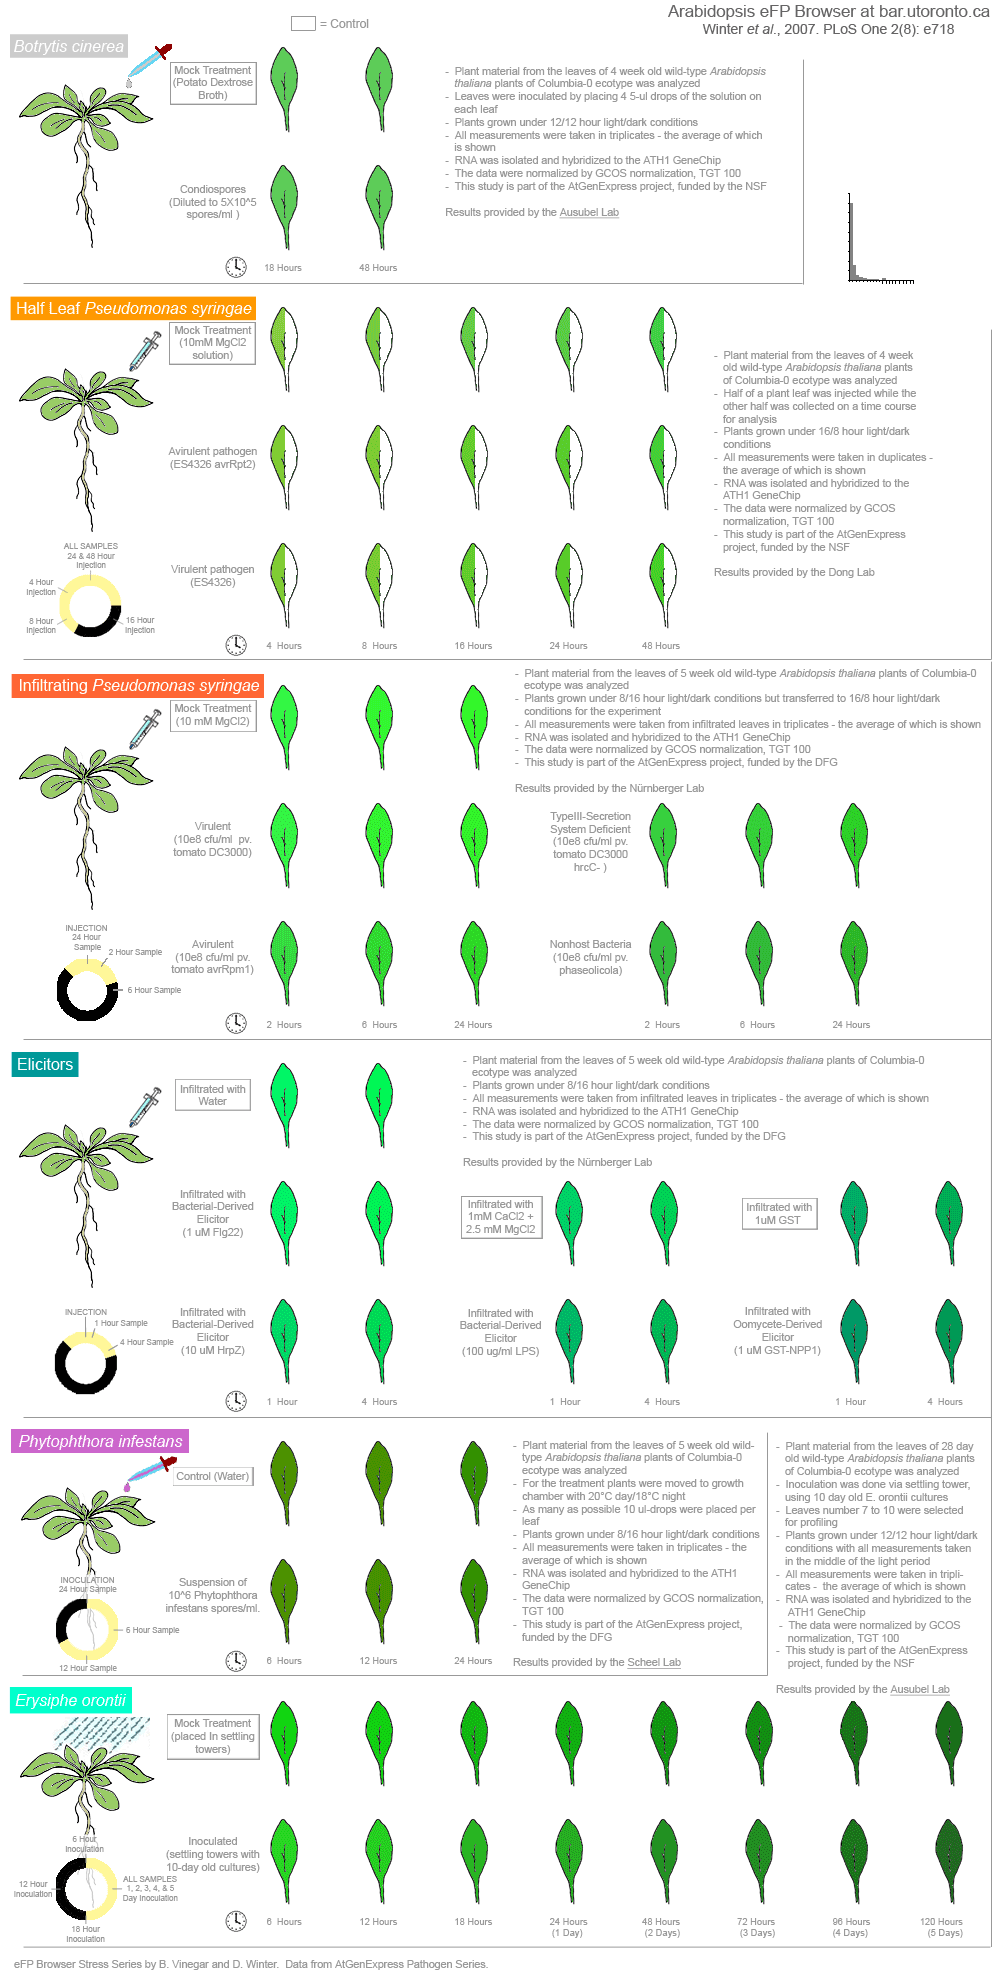 Arabidopsis eFP Browser at bar.utoronto.ca
Winter et al., 2007. PLoS One 2(8): e718
= Control
Botrytis cinerea
Mock Treatment
(Potato Dextrose
Broth)
- Plant material from the leaves of 4 week old wild-type Arabidopsis
thaliana plants of Columbia-0 ecotype was analyzed
- Leaves were inoculated by placing 4 5-ul drops of the solution on
each leaf
- Plants grown under 12/12 hour light/dark conditions
- All measurements were taken in triplicates - the average of which
is shown
- RNA was isolated and hybridized to the ATH1 GeneChip
- The data were normalized by GCOS normalization, TGT 100
- This study is part of the AtGenExpress project, funded by the NSF
Results provided by the Ausubel Lab
Condiospores
(Diluted to 5X10^5
spores/ml )
18 Hours
48 Hours
Half Leaf Pseudomonas syringae
Mock Treatment
(10mM MgCl2
solution)
- Plant material from the leaves of 4 week
old wild-type Arabidopsis thaliana plants
of Columbia-0 ecotype was analyzed
- Half of a plant leaf was injected while the
other half was collected on a time course
for analysis
- Plants grown under 16/8 hour light/dark
conditions
- All measurements were taken in duplicates -
the average of which is shown
- RNA was isolated and hybridized to the
ATH1 GeneChip
- The data were normalized by GCOS
normalization, TGT 100
- This study is part of the AtGenExpress
project, funded by the NSF
Results provided by the Dong Lab
Avirulent pathogen
(ES4326 avrRpt2)
Virulent pathogen
(ES4326)
ALL SAMPLES
24 & 48 Hour
Injection
4 Hour
Injection
8 Hour
Injection
16 Hour
Injection
4 Hours
8 Hours
16 Hours
24 Hours
48 Hours
Infiltrating Pseudomonas syringae
Mock Treatment
(10 mM MgCl2)
- Plant material from the leaves of 5 week old wild-type Arabidopsis thaliana plants of Columbia-0
ecotype was analyzed
- Plants grown under 8/16 hour light/dark conditions but transferred to 16/8 hour light/dark
conditions for the experiment
- All measurements were taken from infiltrated leaves in triplicates - the average of which is shown
- RNA was isolated and hybridized to the ATH1 GeneChip
- The data were normalized by GCOS normalization, TGT 100
- This study is part of the AtGenExpress project, funded by the DFG
Results provided by the Nürnberger Lab
Virulent
(10e8 cfu/ml pv.
tomato DC3000)
TypeIII-Secretion
System Deficient
(10e8 cfu/ml pv.
tomato DC3000
hrcC- )
Avirulent
(10e8 cfu/ml pv.
tomato avrRpm1)
Nonhost Bacteria
(10e8 cfu/ml pv.
phaseolicola)
INJECTION
24 Hour
Sample
2 Hour Sample
6 Hour Sample
2 Hours
6 Hours
24 Hours
2 Hours
6 Hours
24 Hours
Elicitors
Infiltrated with
Water
- Plant material from the leaves of 5 week old wild-type Arabidopsis thaliana plants of Columbia-0
ecotype was analyzed
- Plants grown under 8/16 hour light/dark conditions
- All measurements were taken from infiltrated leaves in triplicates - the average of which is shown
- RNA was isolated and hybridized to the ATH1 GeneChip
- The data were normalized by GCOS normalization, TGT 100
- This study is part of the AtGenExpress project, funded by the DFG
Results provided by the Nürnberger Lab
Infiltrated with
Bacterial-Derived
Elicitor
(1 uM Flg22)
Infiltrated with
1mM CaCl2 +
2.5 mM MgCl2
Infiltrated with
1uM GST
Infiltrated with
Bacterial-Derived
Elicitor
(10 uM HrpZ)
Infiltrated with
Bacterial-Derived
Elicitor
(100 ug/ml LPS)
Infiltrated with
Oomycete-Derived
Elicitor
(1 uM GST-NPP1)
INJECTION
1 Hour Sample
4 Hour Sample
1 Hour
4 Hours
1 Hour
4 Hours
1 Hour
4 Hours
Phytophthora infestans
Control (Water)
- Plant material from the leaves of 5 week old wild-
type Arabidopsis thaliana plants of Columbia-0
ecotype was analyzed
- For the treatment plants were moved to growth
chamber with 20°C day/18°C night
- As many as possible 10 ul-drops were placed per
leaf
- Plants grown under 8/16 hour light/dark conditions
- All measurements were taken in triplicates - the
average of which is shown
- RNA was isolated and hybridized to the ATH1
GeneChip
- The data were normalized by GCOS normalization,
TGT 100
- This study is part of the AtGenExpress project,
funded by the DFG
Results provided by the Scheel Lab
- Plant material from the leaves of 28 day
old wild-type Arabidopsis thaliana plants
of Columbia-0 ecotype was analyzed
- Inoculation was done via settling tower,
using 10 day old E. orontii cultures
- Leaves number 7 to 10 were selected
for profiling
- Plants grown under 12/12 hour light/dark
conditions with all measurements taken
in the middle of the light period
- All measurements were taken in tripli-
cates - the average of which is shown
- RNA was isolated and hybridized to the
ATH1 GeneChip
- The data were normalized by GCOS
normalization, TGT 100
- This study is part of the AtGenExpress
project, funded by the NSF
Results provided by the Ausubel Lab
Suspension of
10^6 Phytophthora
infestans spores/ml.
INOCULATION
24 Hour Sample
6 Hour Sample
12 Hour Sample
6 Hours
12 Hours
24 Hours
Erysiphe orontii
Mock Treatment
(placed In settling
towers)
Inoculated
(settling towers with
10-day old cultures)
6 Hour
Inoculation
12 Hour
Inoculation
ALL SAMPLES
1, 2, 3, 4, & 5
Day Inoculation
18 Hour
Inoculation
6 Hours
12 Hours
18 Hours
24 Hours
(1 Day)
48 Hours
(2 Days)
72 Hours
(3 Days)
96 Hours
(4 Days)
120 Hours
(5 Days)
eFP Browser Stress Series by B. Vinegar and D. Winter. Data from AtGenExpress Pathogen Series.